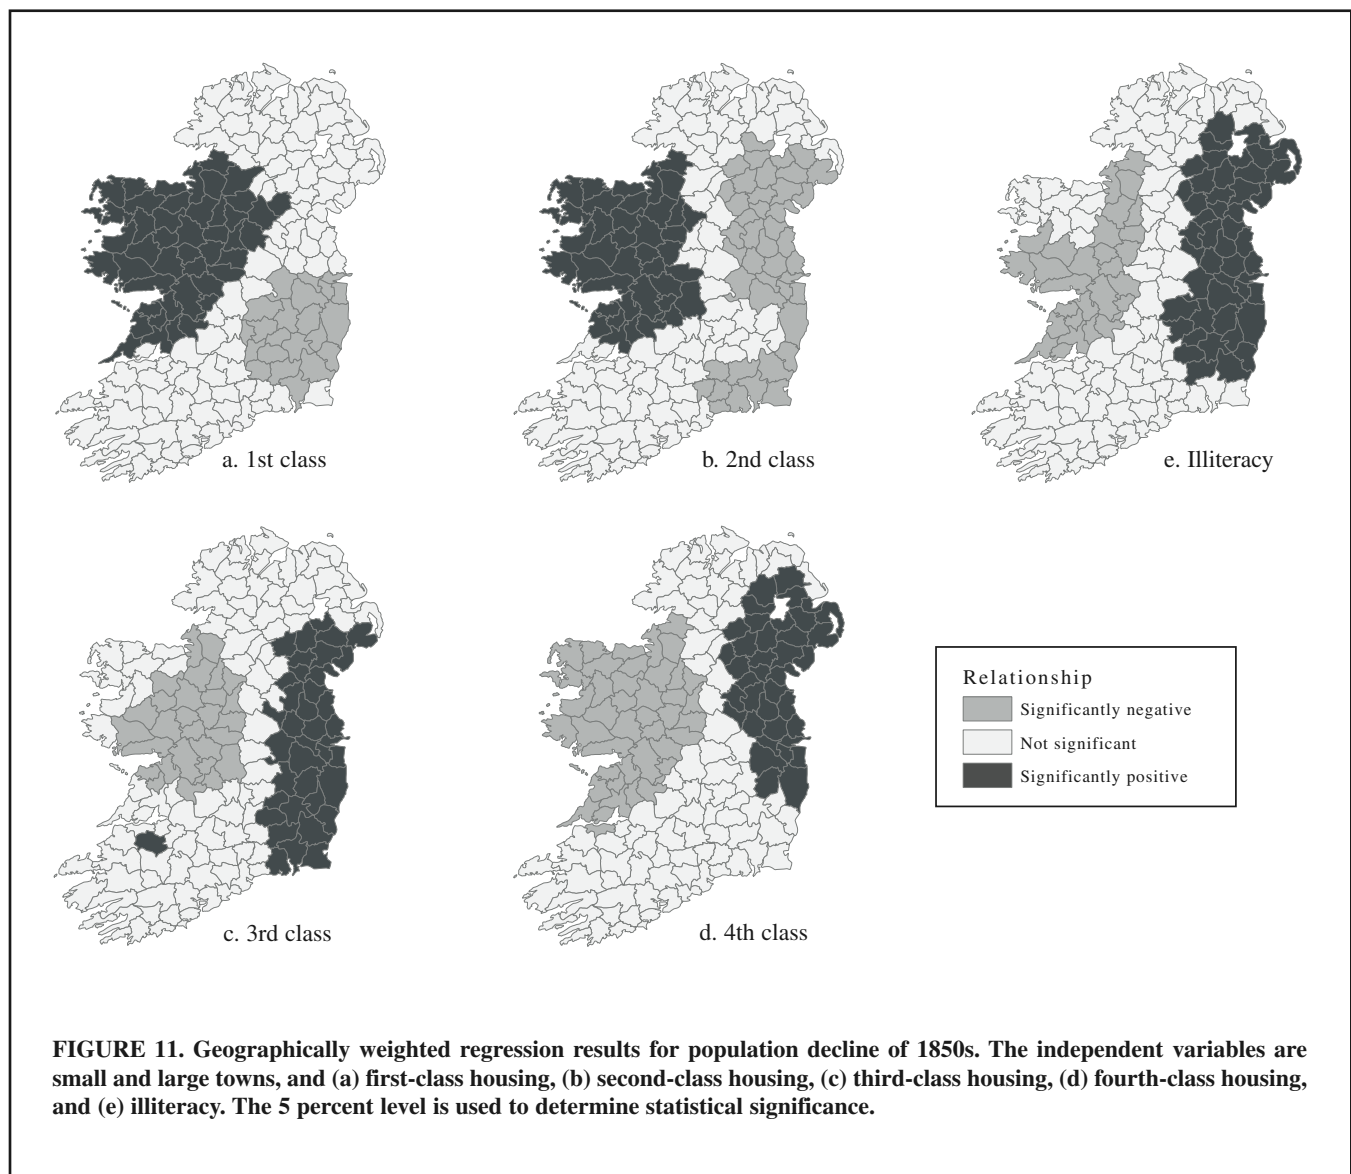 a. 1st class
b. 2nd class
e. Illiteracy
c. 3rd class
d. 4th class
Relationship
Significantly negative
Not significant
Significantly positive
FIGURE 11. Geographically weighted regression results for population decline of 1850s. The independent variables are
small and large towns, and (a) first-class housing, (b) second-class housing, (c) third-class housing, (d) fourth-class housing,
and (e) illiteracy. The 5 percent level is used to determine statistical significance.